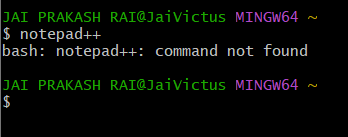 JAI PRAKASH RAI@JaiVictus MINGW64 ~
$ notepad++
bash: notepad++: command not found
JAI PRAKASH RAI@JaiVictus MINGW64 ~
$